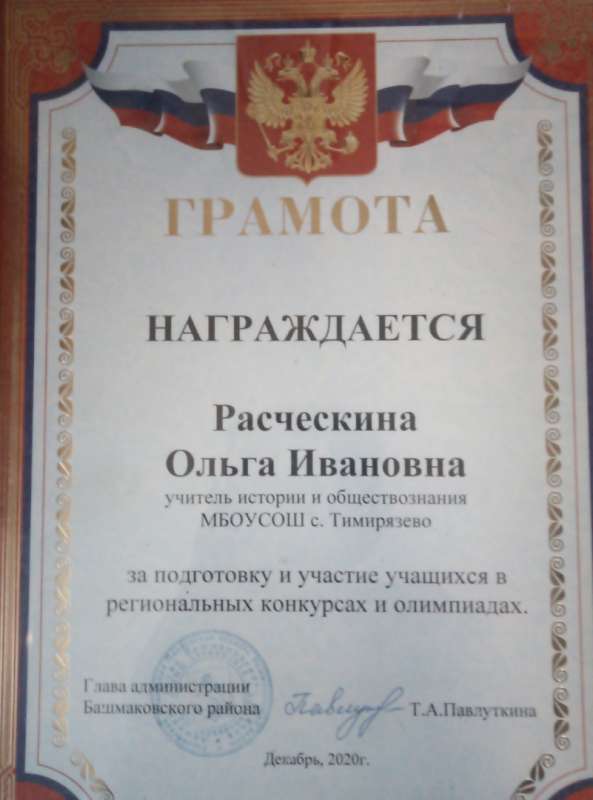 ГРАМОТА
НАГРАЖДАЕТСЯ
Расческина
Ольга Ивановна
учитель истории и обществознания
МБОУСОШ с. Тимирязево
за подготовку и участие учащихся в
региональных конкурсах и олимпиадах.
Глава администрации
Башмаковского района
Т.А.Павлуткина
Декабрь, 2020г.